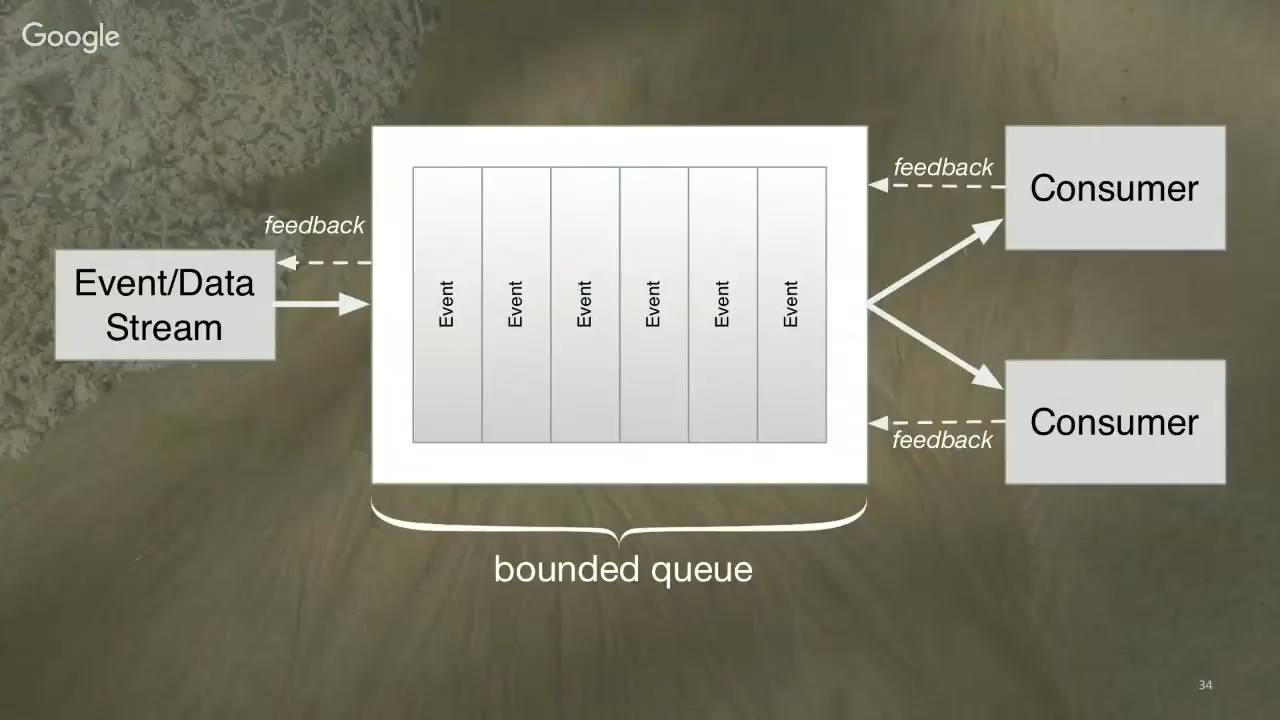 Google
feedback
Event/Data
Stream
Event
Event
Event
Event
Event
Event
feedback
Consumer
Consumer
feedback
bounded queue
34